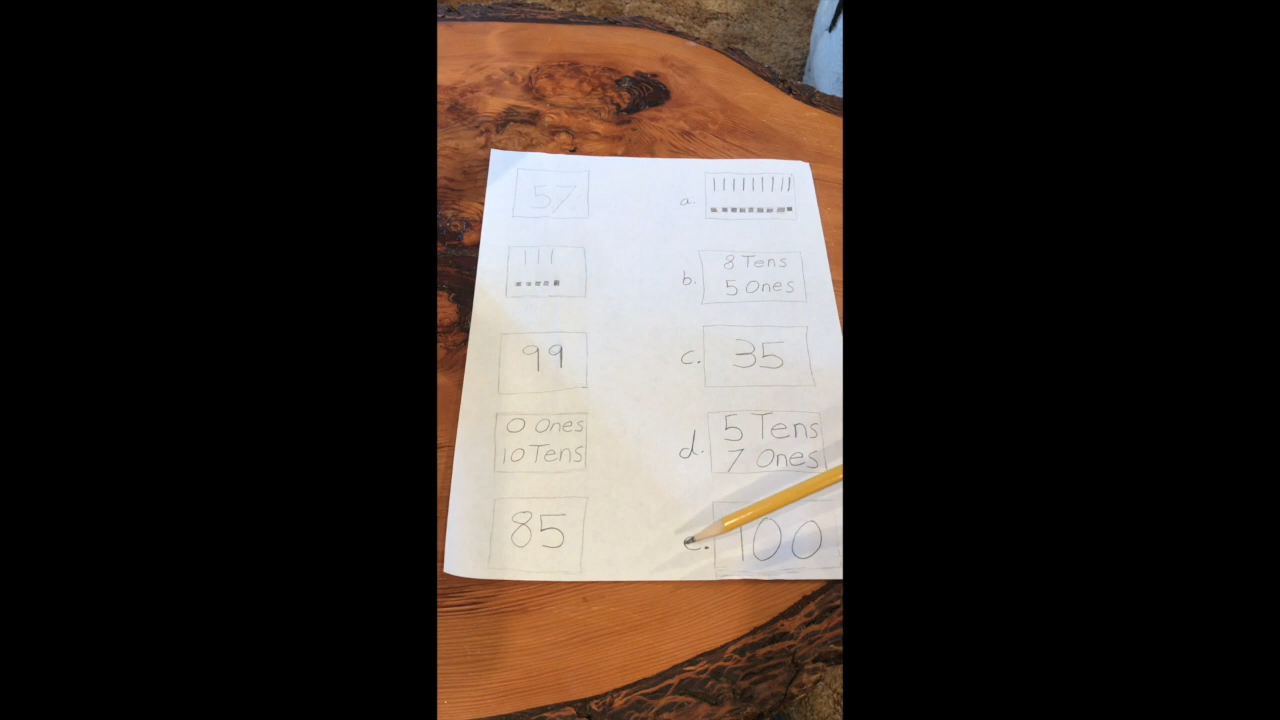 57
a.
b.
8 Tens
5 Ones
99
c.
35
0 Ones
10 Tens
d.
5 Tens
7 Ones
85
e.
100